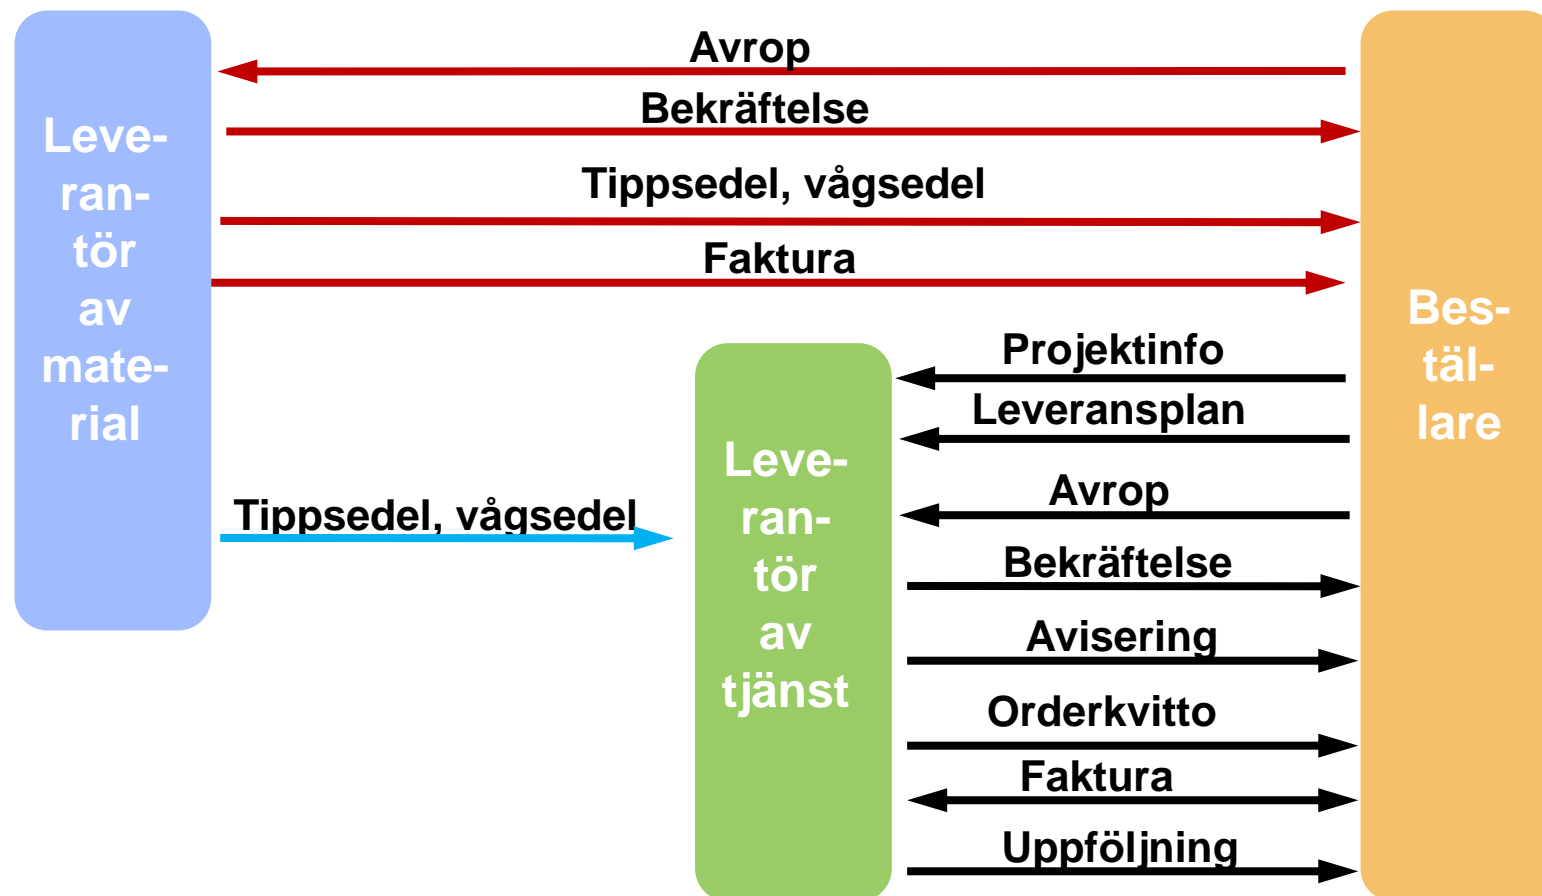 Avrop
Bekräftelse
Tippsedel, vågsedel
Faktura
Leve-
ran-
tör
av
mate-
rial
Bes-
täl-
lare
Projektinfo
Leveransplan
Avrop
Bekräftelse
Avisering
Orderkvitto
Faktura
Uppföljning
Leve-
ran-
tör
av
tjänst
Tippsedel, vågsedel